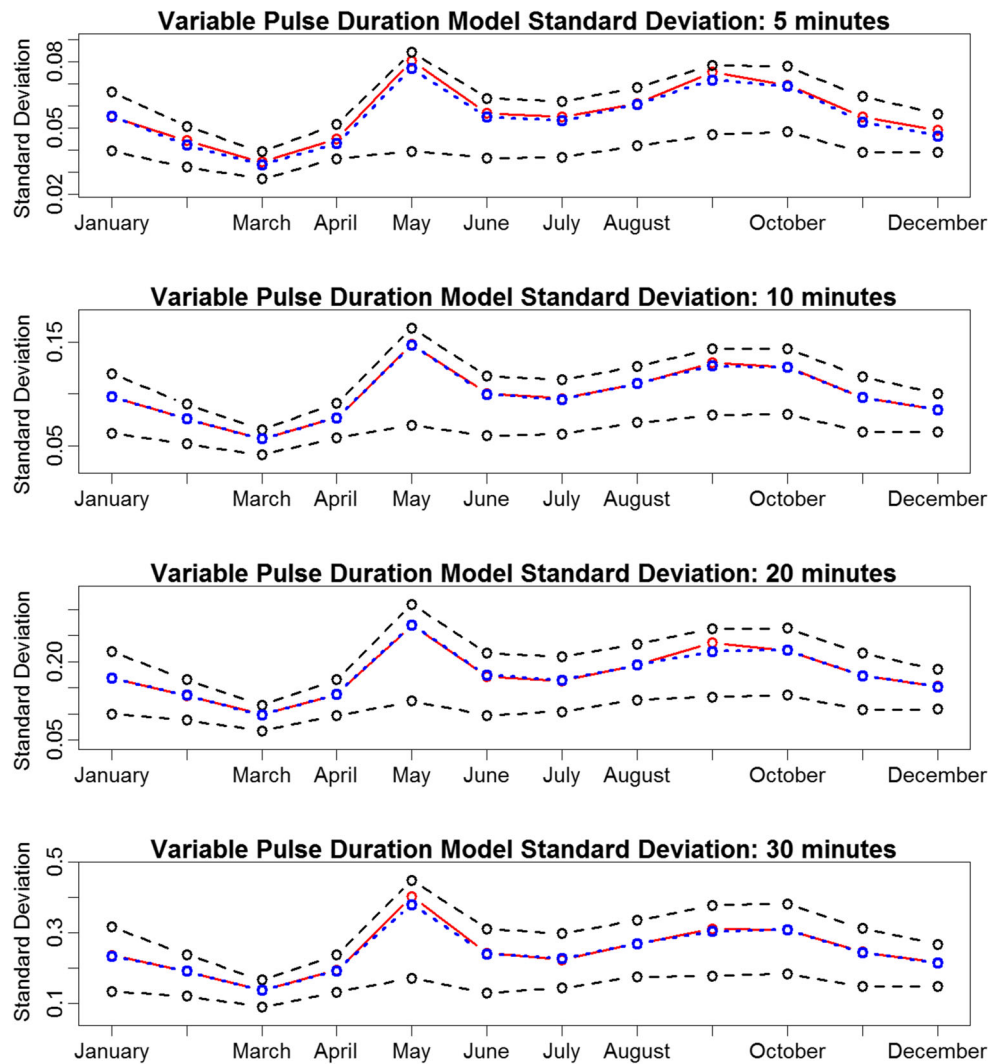 Variable Pulse Duration Model Standard Deviation: 5 minutes
Standard Deviation
0.08
0.05
0.02
January March April May June July August October December
Variable Pulse Duration Model Standard Deviation: 10 minutes
Standard Deviation
0.15
0.05
January March April May June July August October December
Variable Pulse Duration Model Standard Deviation: 20 minutes
Standard Deviation
0.20
0.05
January March April May June July August October December
Variable Pulse Duration Model Standard Deviation: 30 minutes
Standard Deviation
0.5
0.3
0.1
January March April May June July August October December